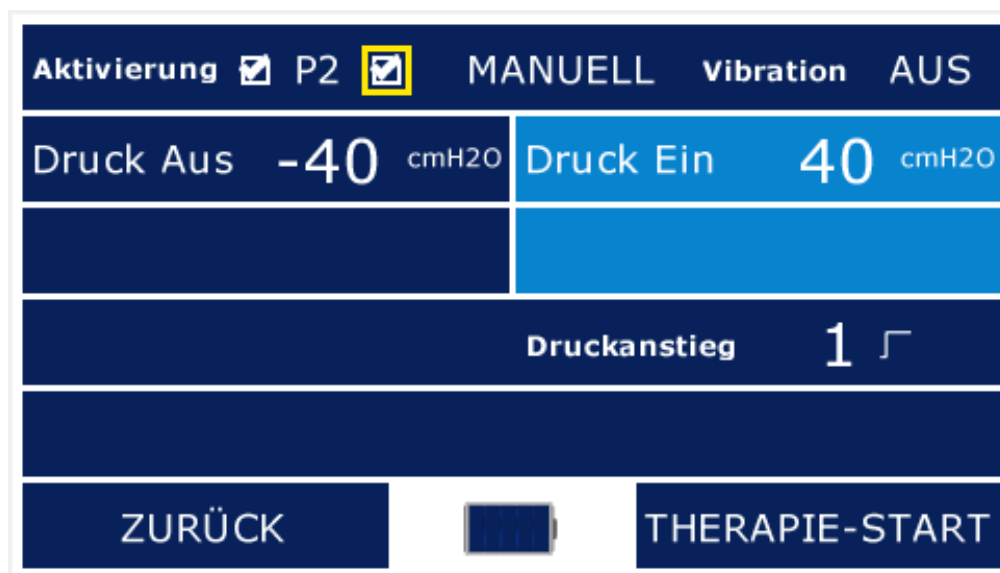 Aktivierung P2 MANUELL Vibration AUS
Druck Aus -40 cmH2O Druck Ein 40 cmH2O
Druckanstieg 1
ZURÜCK THERAPIE-START